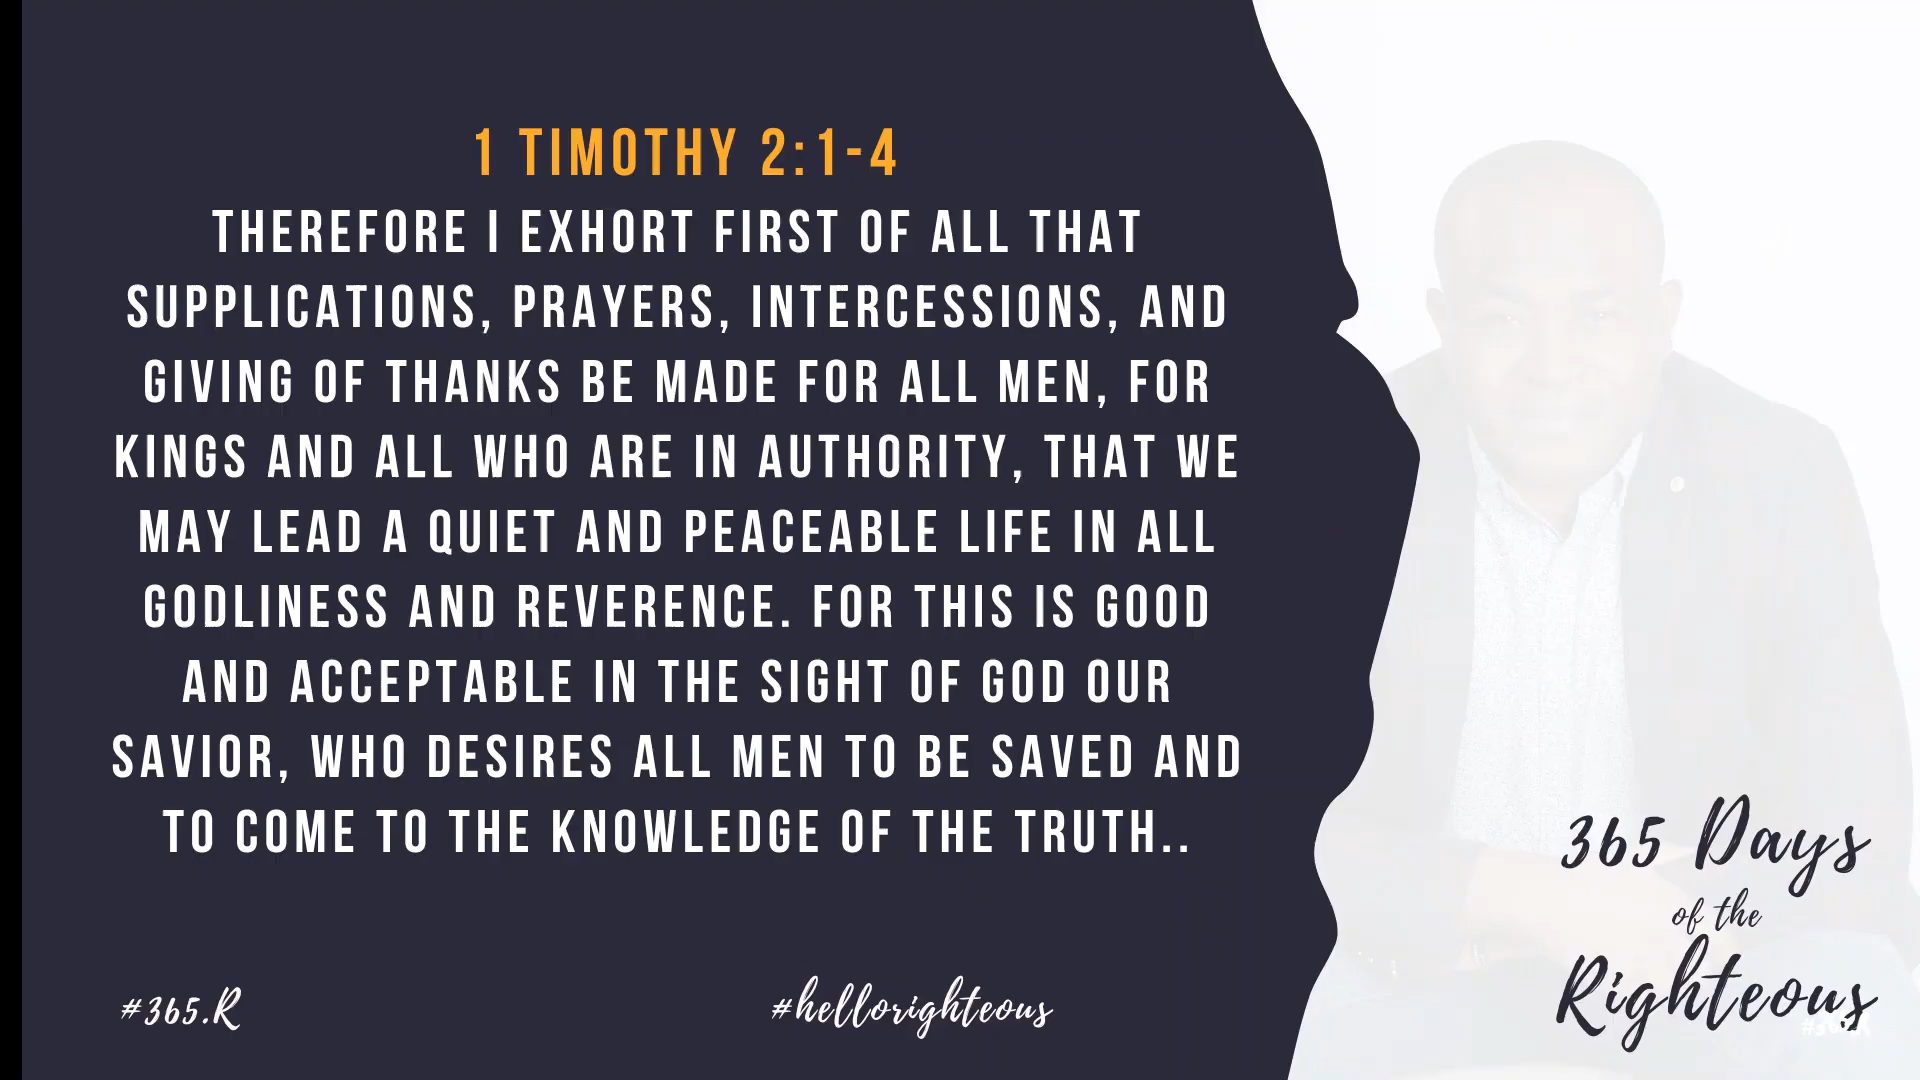 1 TIMOTHY 2:1-4
THEREFORE I EXHORT FIRST OF ALL THAT
SUPPLICATIONS, PRAYERS, INTERCESSIONS, AND
GIVING OF THANKS BE MADE FOR ALL MEN, FOR
KINGS AND ALL WHO ARE IN AUTHORITY, THAT WE
MAY LEAD A QUIET AND PEACEABLE LIFE IN ALL
GODLINESS AND REVERENCE. FOR THIS IS GOOD
AND ACCEPTABLE IN THE SIGHT OF GOD OUR
SAVIOR, WHO DESIRES ALL MEN TO BE SAVED AND
TO COME TO THE KNOWLEDGE OF THE TRUTH..
#365.R
#hellorighteous
365 Days
of the
Righteous